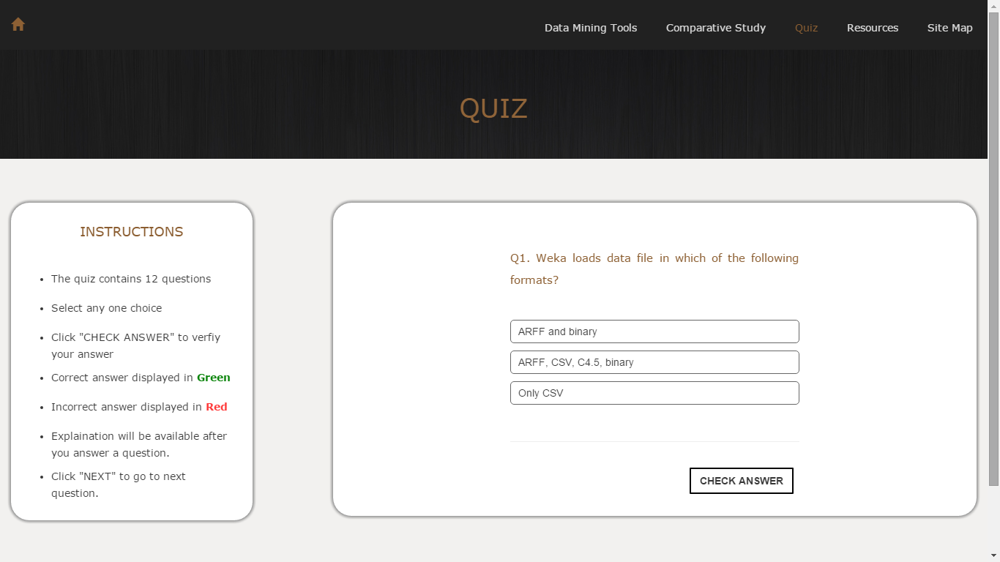 Data Mining Tools Comparative Study Quiz Resources Site Map
QUIZ
INSTRUCTIONS
• The quiz contains 12 questions
• Select any one choice
• Click "CHECK ANSWER" to verfiy
your answer
• Correct answer displayed in Green
• Incorrect answer displayed in Red
• Explaination will be available after
you answer a question.
• Click "NEXT" to go to next
question.
Q1. Weka loads data file in which of the following
formats?
ARFF and binary
ARFF, CSV, C4.5, binary
Only CSV
CHECK ANSWER